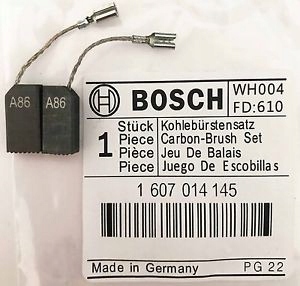 A86 A86
BOSCH
WH004
FD:610
1
Stück Kohlebürstensatz
Piece Carbon-Brush Set
Pièce Jeu De Balais
Pieza Juego De Escobillas
1 607 014 145
Made in Germany PG 22